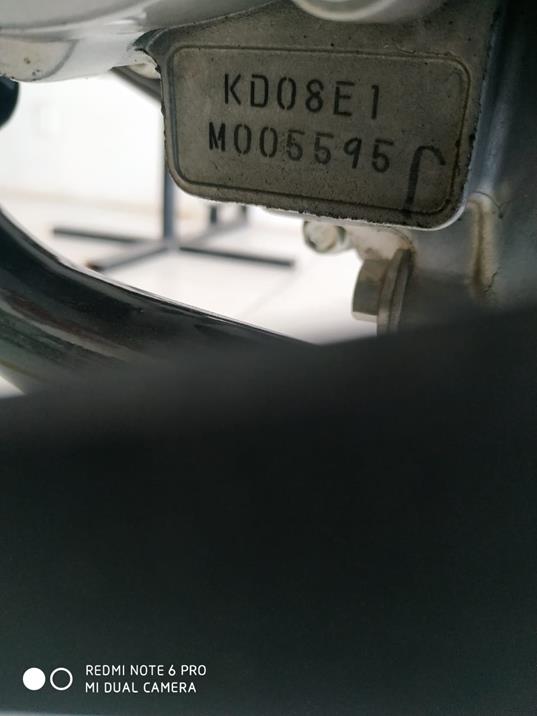 KD08E1
M005595
REDMI NOTE 6 PRO
MI DUAL CAMERA